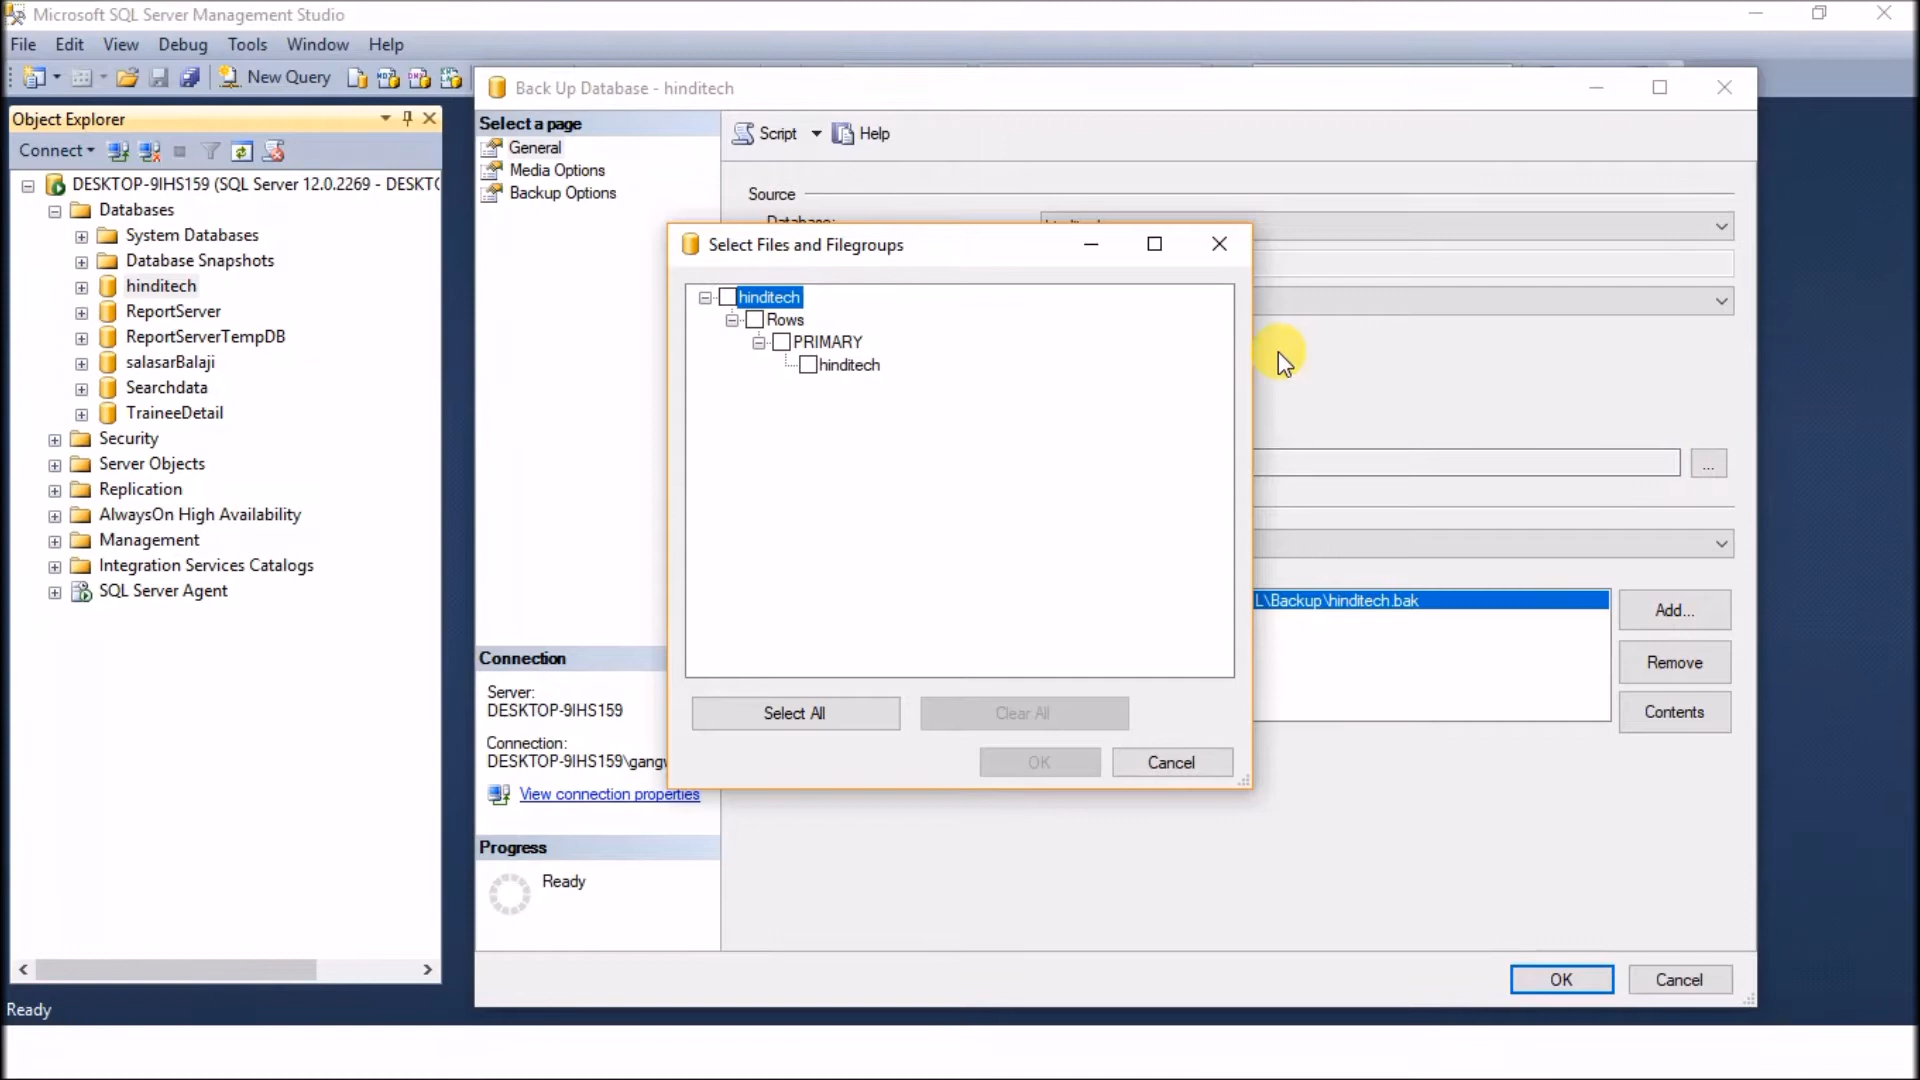 Microsoft SQL Server Management Studio
File Edit View Debug Tools Window Help
New Query
Object Explorer
Connect
DESKTOP-9IHS159 (SQL Server 12.0.2269 - DESKT
Databases
System Databases
Database Snapshots
hinditech
ReportServer
ReportServerTempDB
salasarBalaji
Searchdata
TraineeDetail
Security
Server Objects
Replication
AlwaysOn High Availability
Management
Integration Services Catalogs
SQL Server Agent
Ready
Back Up Database - hinditech
Select a page
General
Media Options
Backup Options
Script Help
Source
Database:
Select Files and Filegroups
hinditech
Rows
PRIMARY
hinditech
Select All Clear All
OK Cancel
...
L\Backup\hinditech.bak
Add...
Remove
Contents
Connection
Server:
DESKTOP-9IHS159
Connection:
DESKTOP-9IHS159\gang
View connection properties
Progress
Ready
OK Cancel